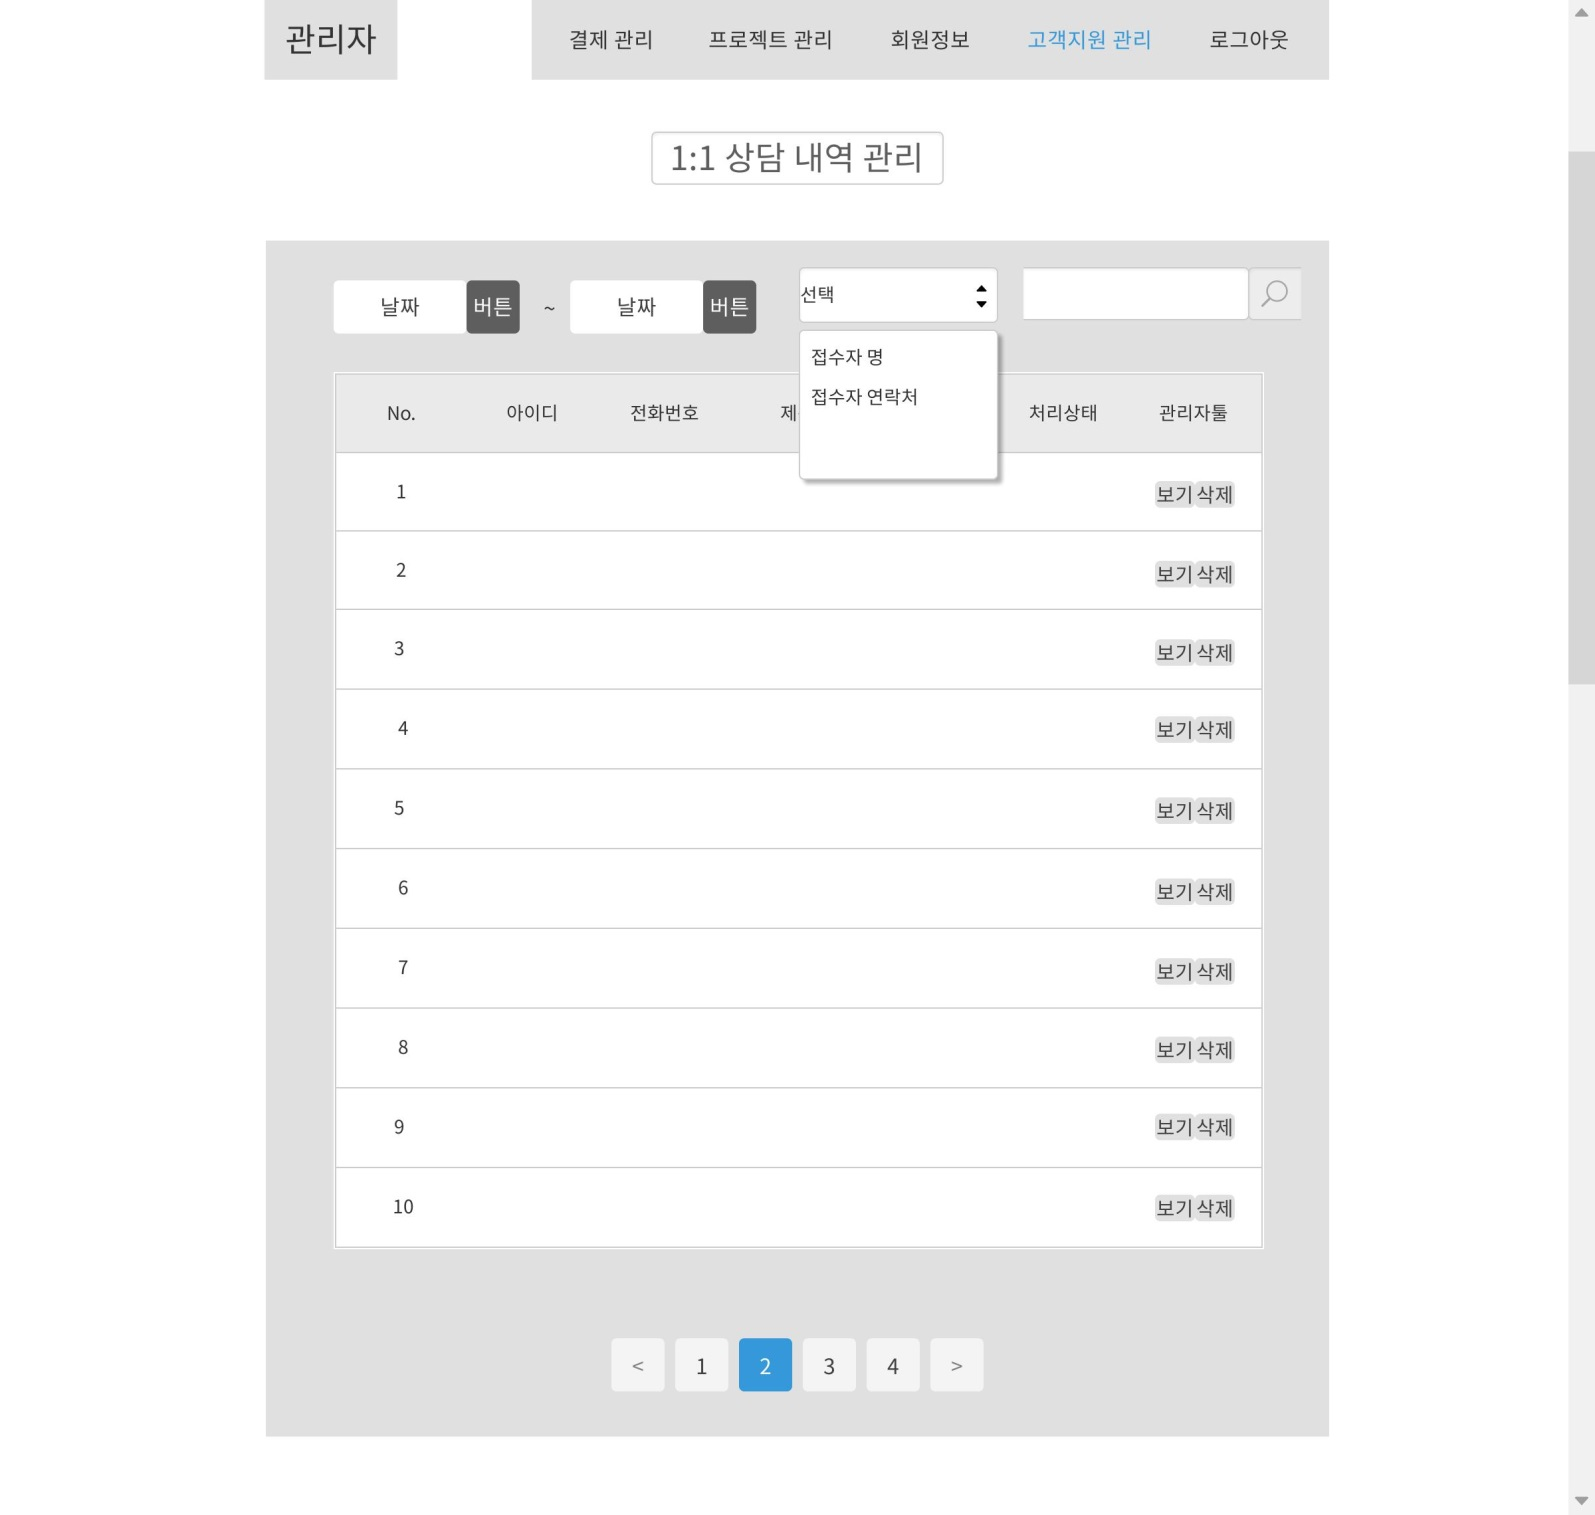 관리자
결제 관리 프로젝트 관리 회원정보 고객지원 관리 로그아웃
1:1 상담 내역 관리
날짜 버튼 ~ 날짜 버튼 선택
접수자 명
접수자 연락처
No. 아이디 전화번호 처리상태 관리자툴
1 보기 삭제
2 보기 삭제
3 보기 삭제
4 보기 삭제
5 보기 삭제
6 보기 삭제
7 보기 삭제
8 보기 삭제
9 보기 삭제
10 보기 삭제
< 1 2 3 4 >